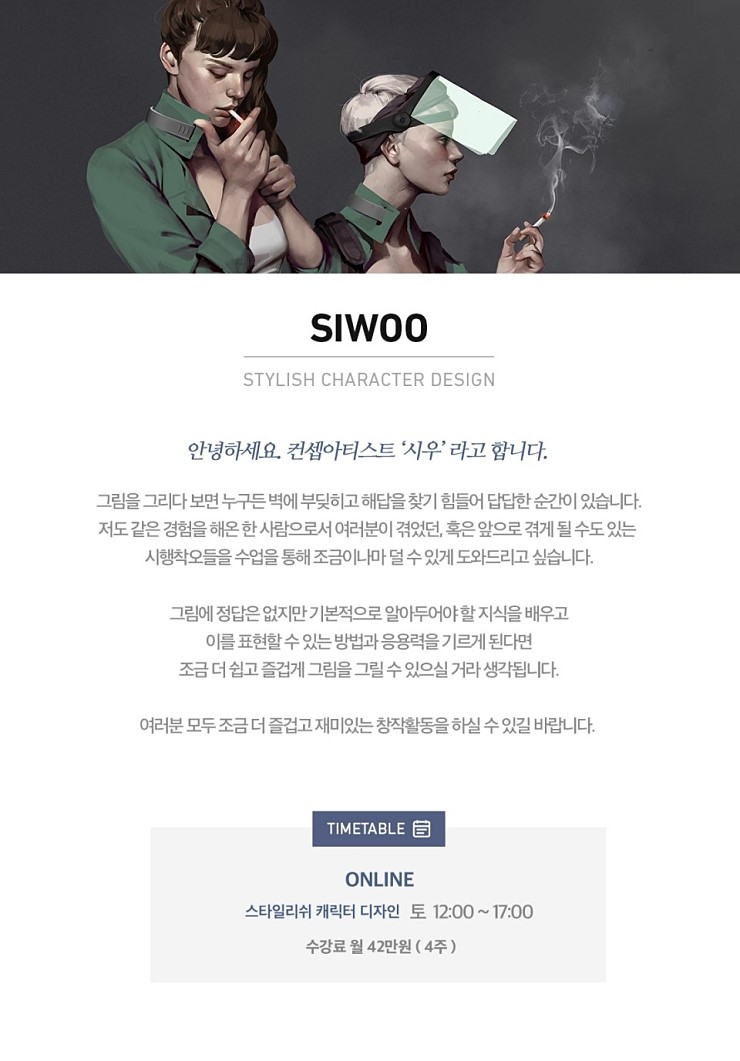 SIWOO
STYLISH CHARACTER DESIGN
안녕하세요. 컨셉아티스트 ‘시우’ 라고 합니다.
그림을 그리다 보면 누구든 벽에 부딪히고 해답을 찾기 힘들어 답답한 순간이 있습니다.
저도 같은 경험을 해온 한 사람으로서 여러분이 겪었던, 혹은 앞으로 겪게 될 수도 있는
시행착오들을 수업을 통해 조금이나마 덜 수 있게 도와드리고 싶습니다.
그림에 정답은 없지만 기본적으로 알아두어야 할 지식을 배우고
이를 표현할 수 있는 방법과 응용력을 기르게 된다면
조금 더 쉽고 즐겁게 그림을 그릴 수 있으실 거라 생각됩니다.
여러분 모두 조금 더 즐겁고 재미있는 창작활동을 하실 수 있길 바랍니다.
TIMETABLE
ONLINE
스타일리쉬 캐릭터 디자인 토 12:00 ~ 17:00
수강료 월 42만원 ( 4주 )